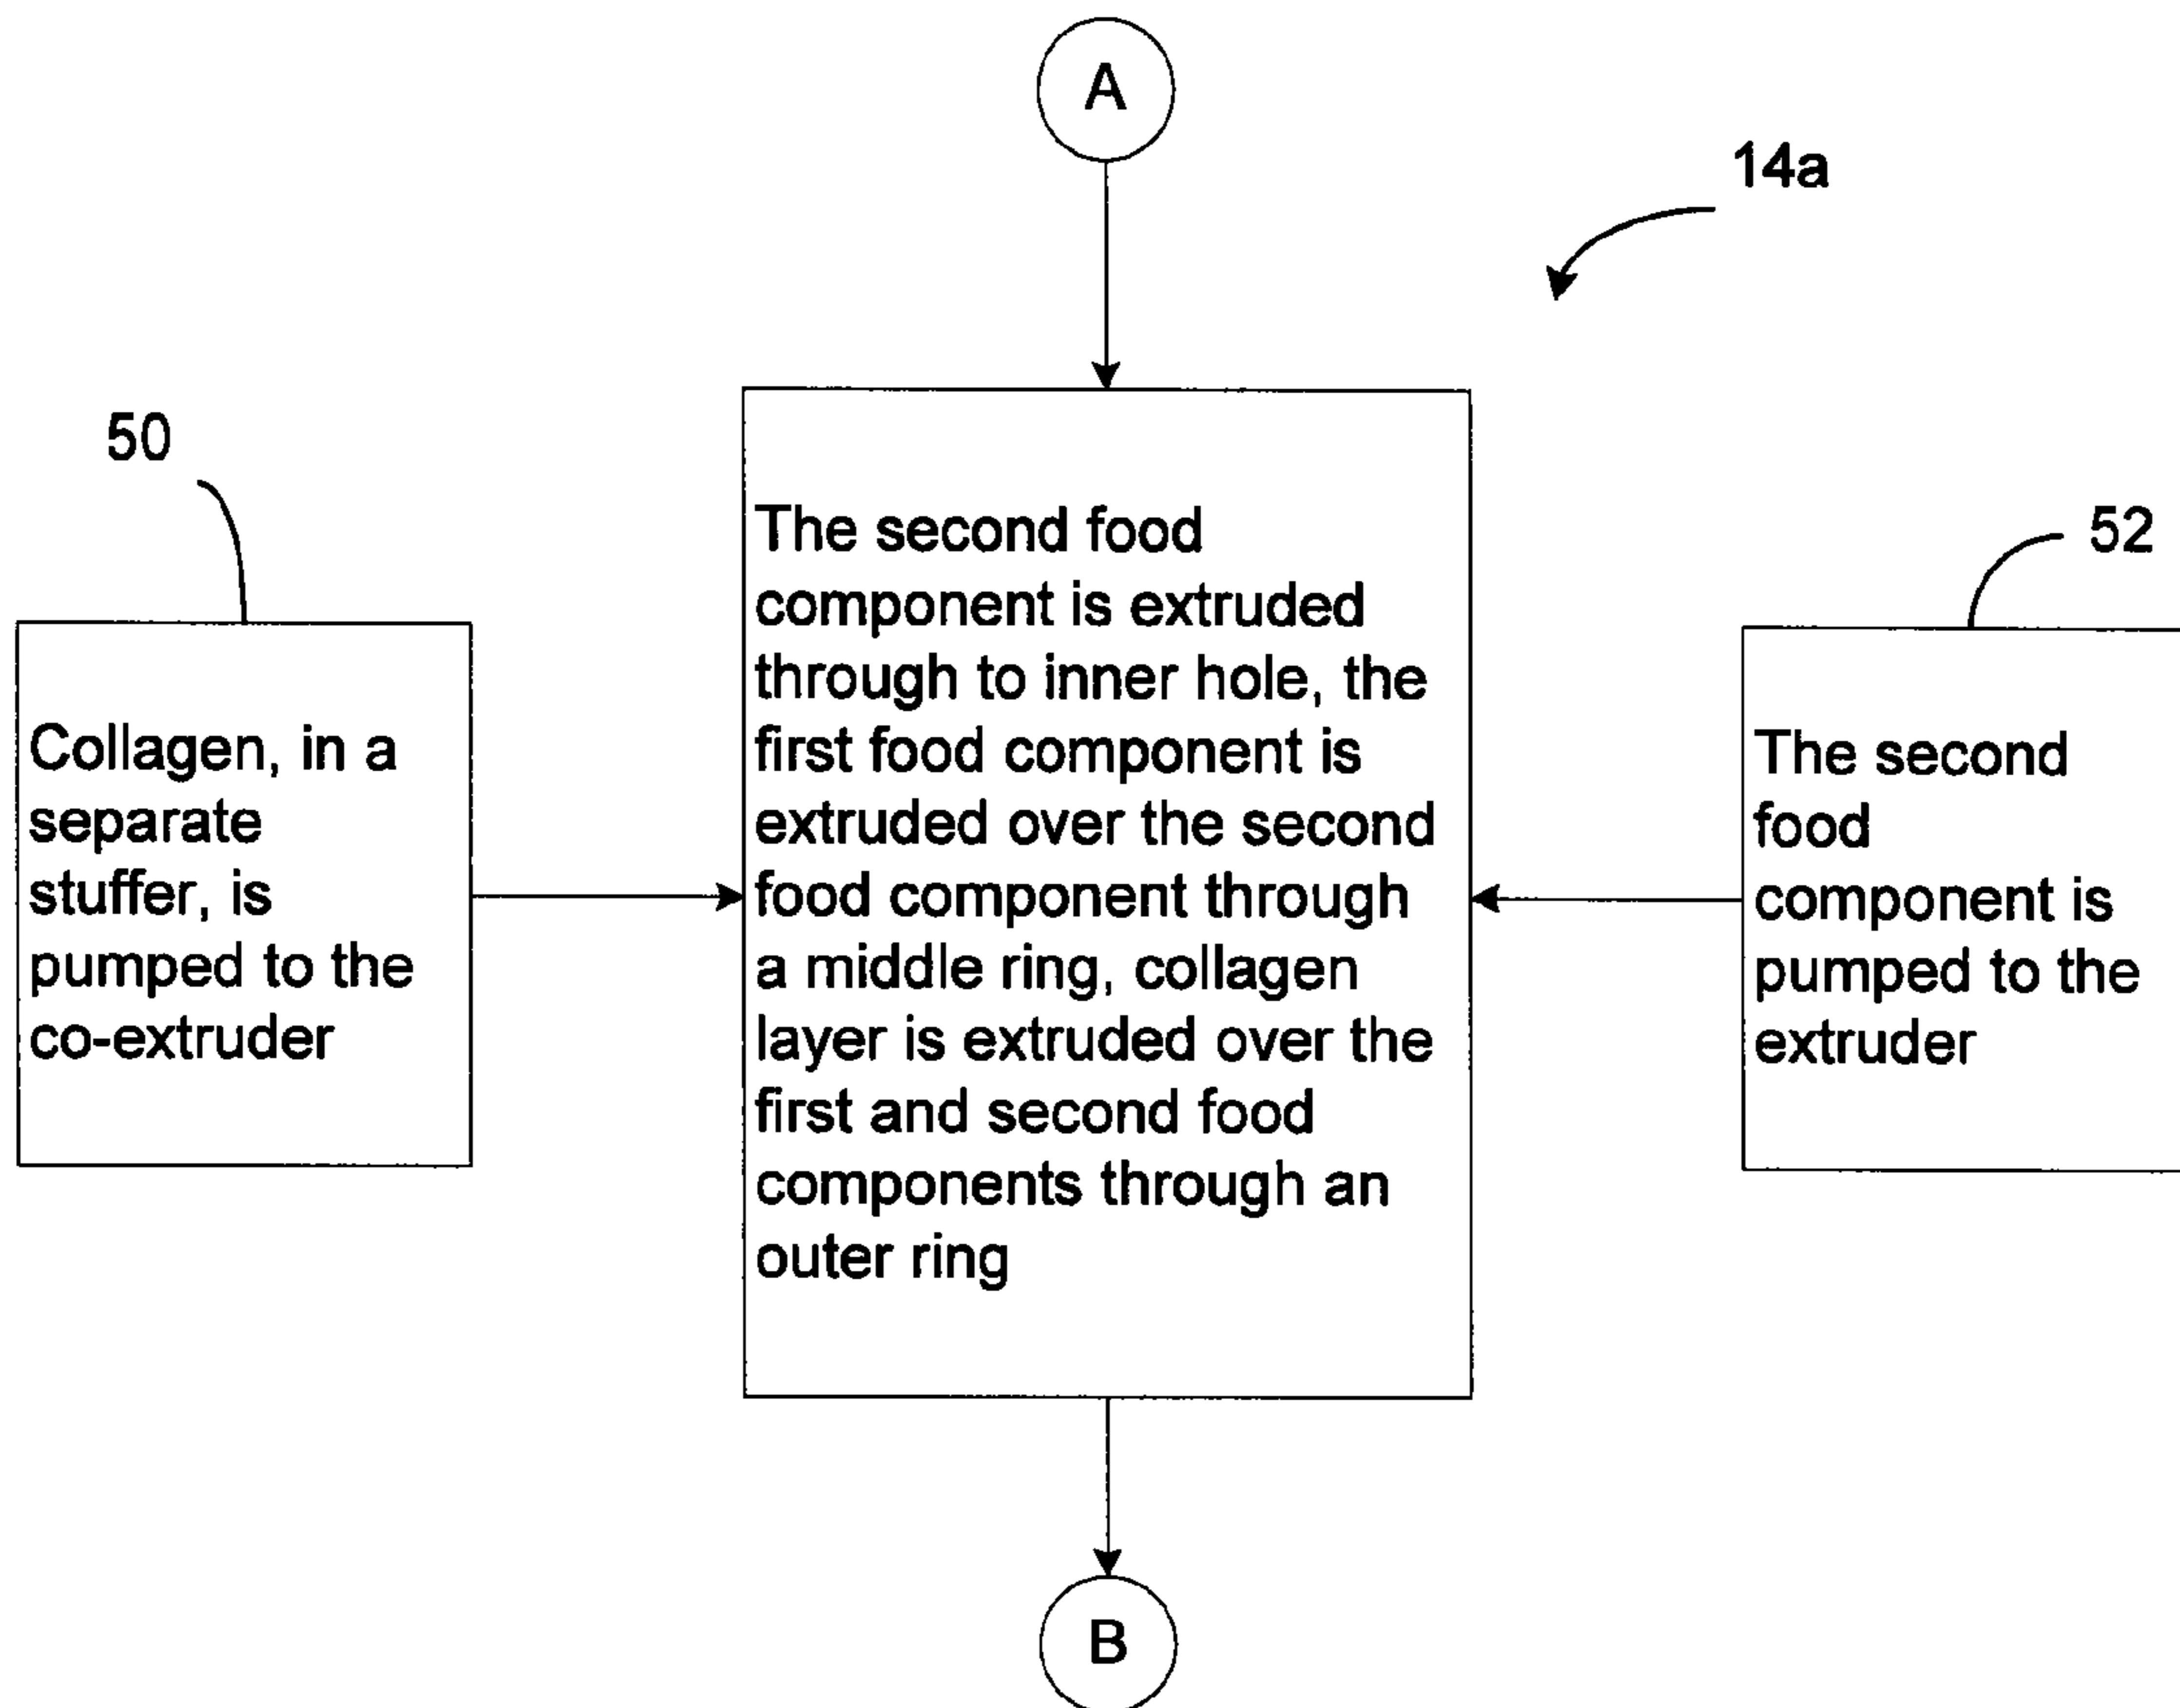 A
14a
50
Collagen, in a
separate
stuffer, is
pumped to the
co-extruder
The second food
component is extruded
through to inner hole, the
first food component is
extruded over the second
food component through
a middle ring, collagen
layer is extruded over the
first and second food
components through an
outer ring
52
The second
food
component is
pumped to the
extruder
B